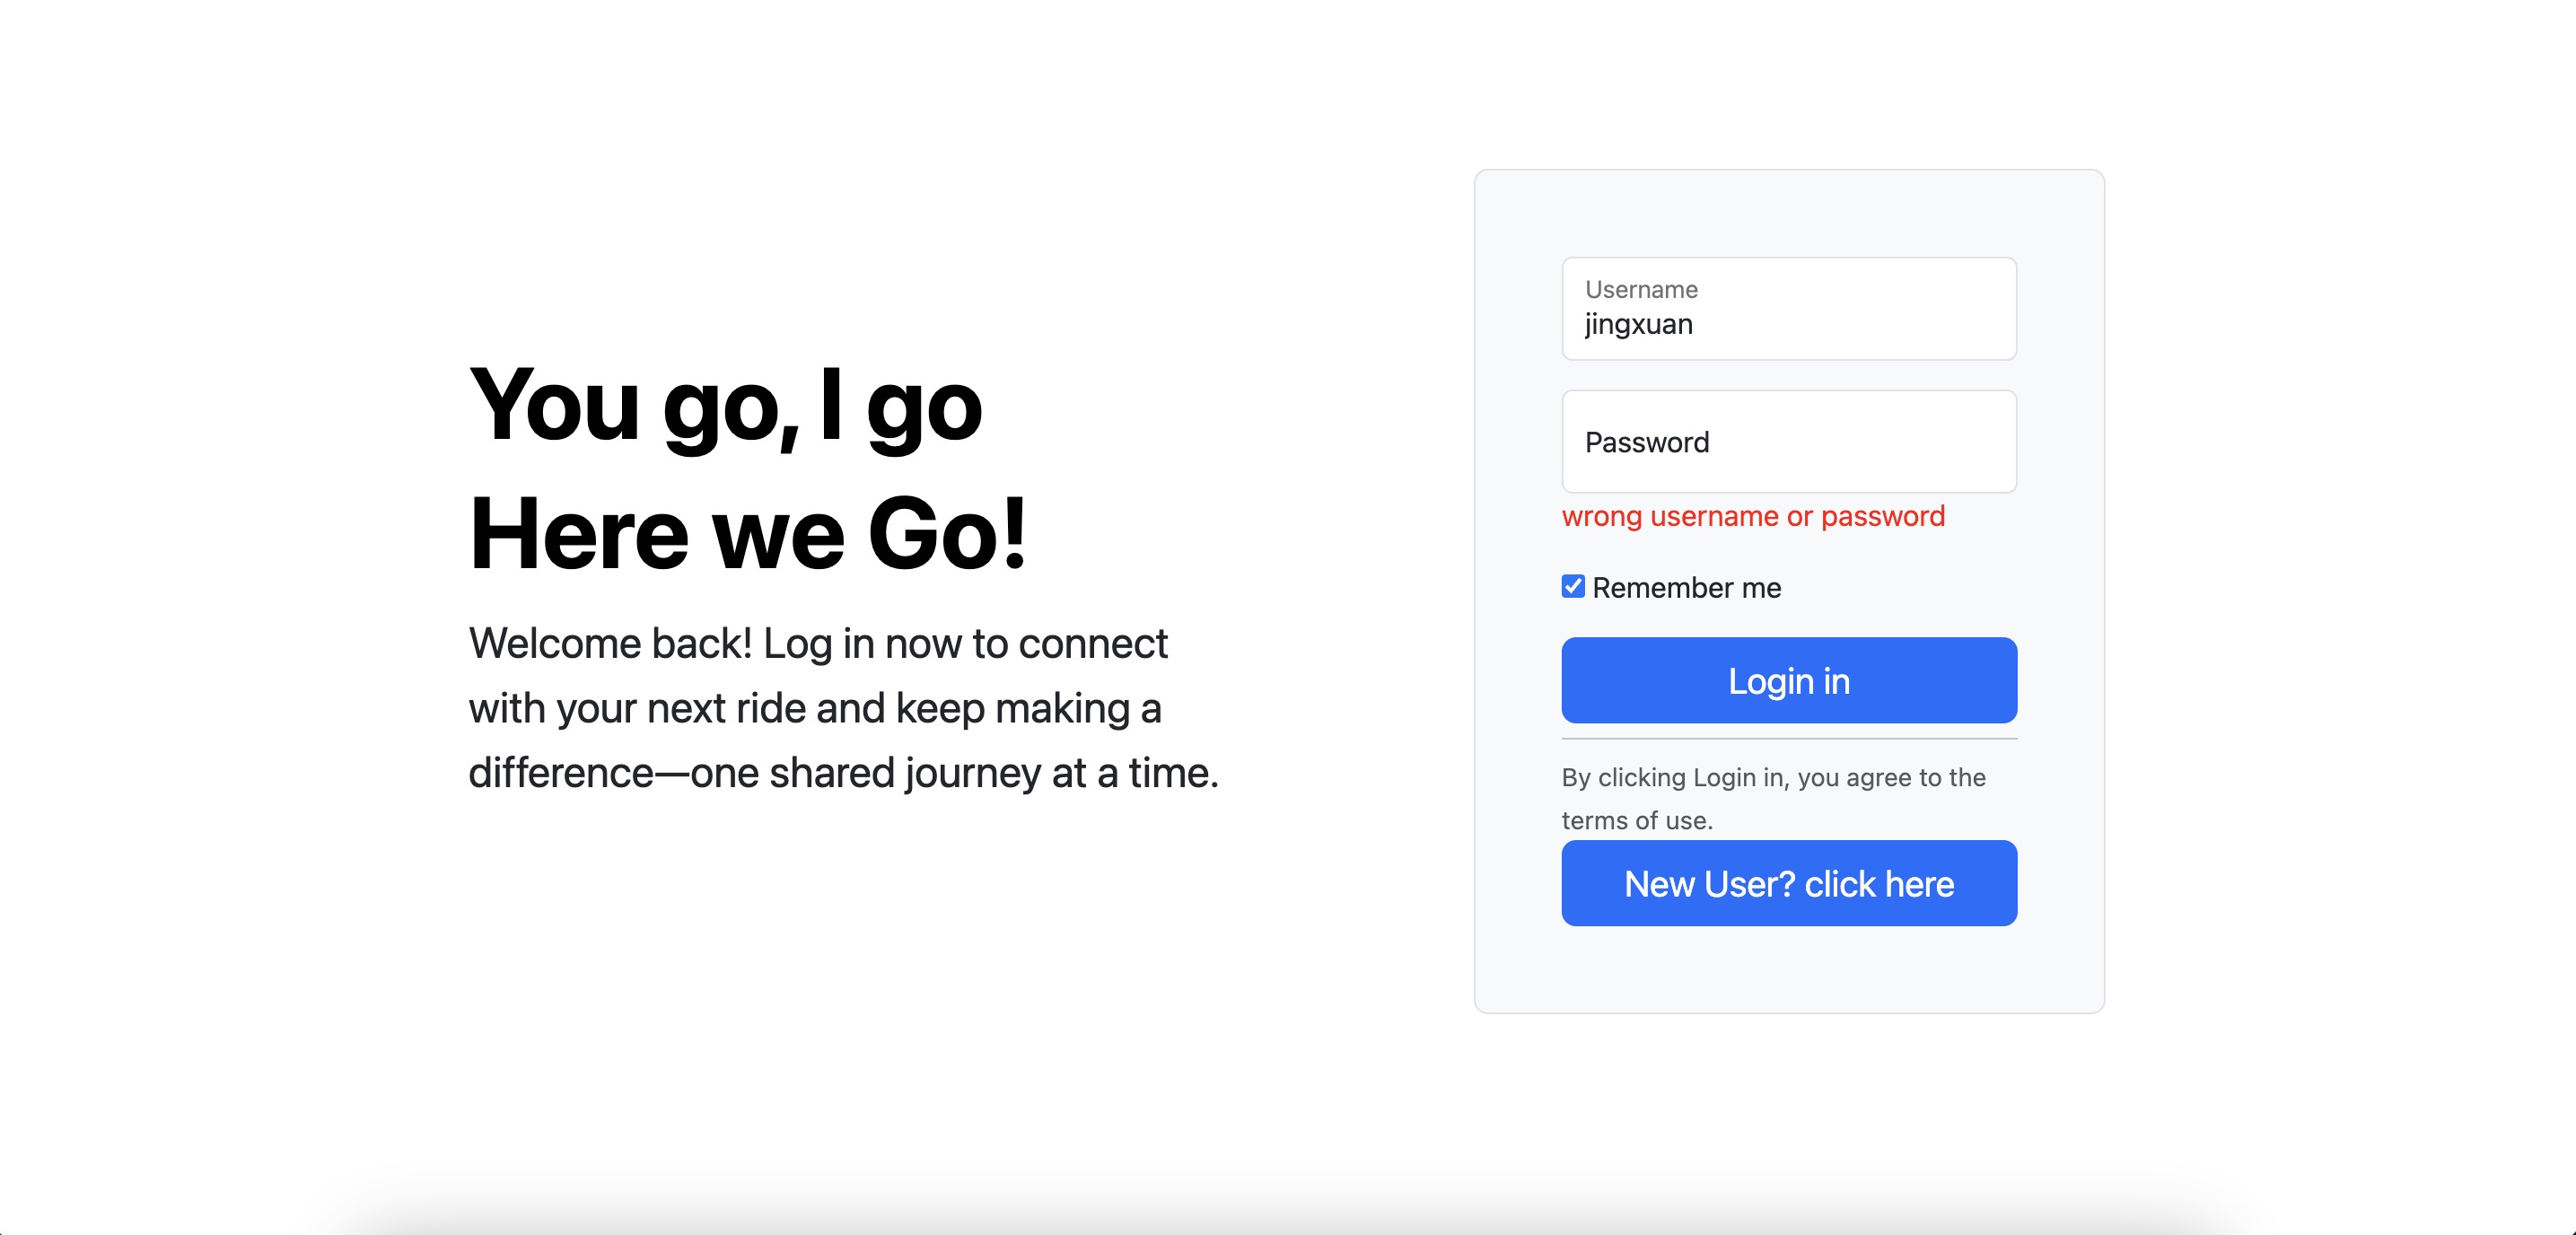 You go, I go
Here we Go!
Welcome back! Log in now to connect
with your next ride and keep making a
difference—one shared journey at a time.
Username
jingxuan
Password
wrong username or password
Remember me
Login in
By clicking Login in, you agree to the
terms of use.
New User? click here